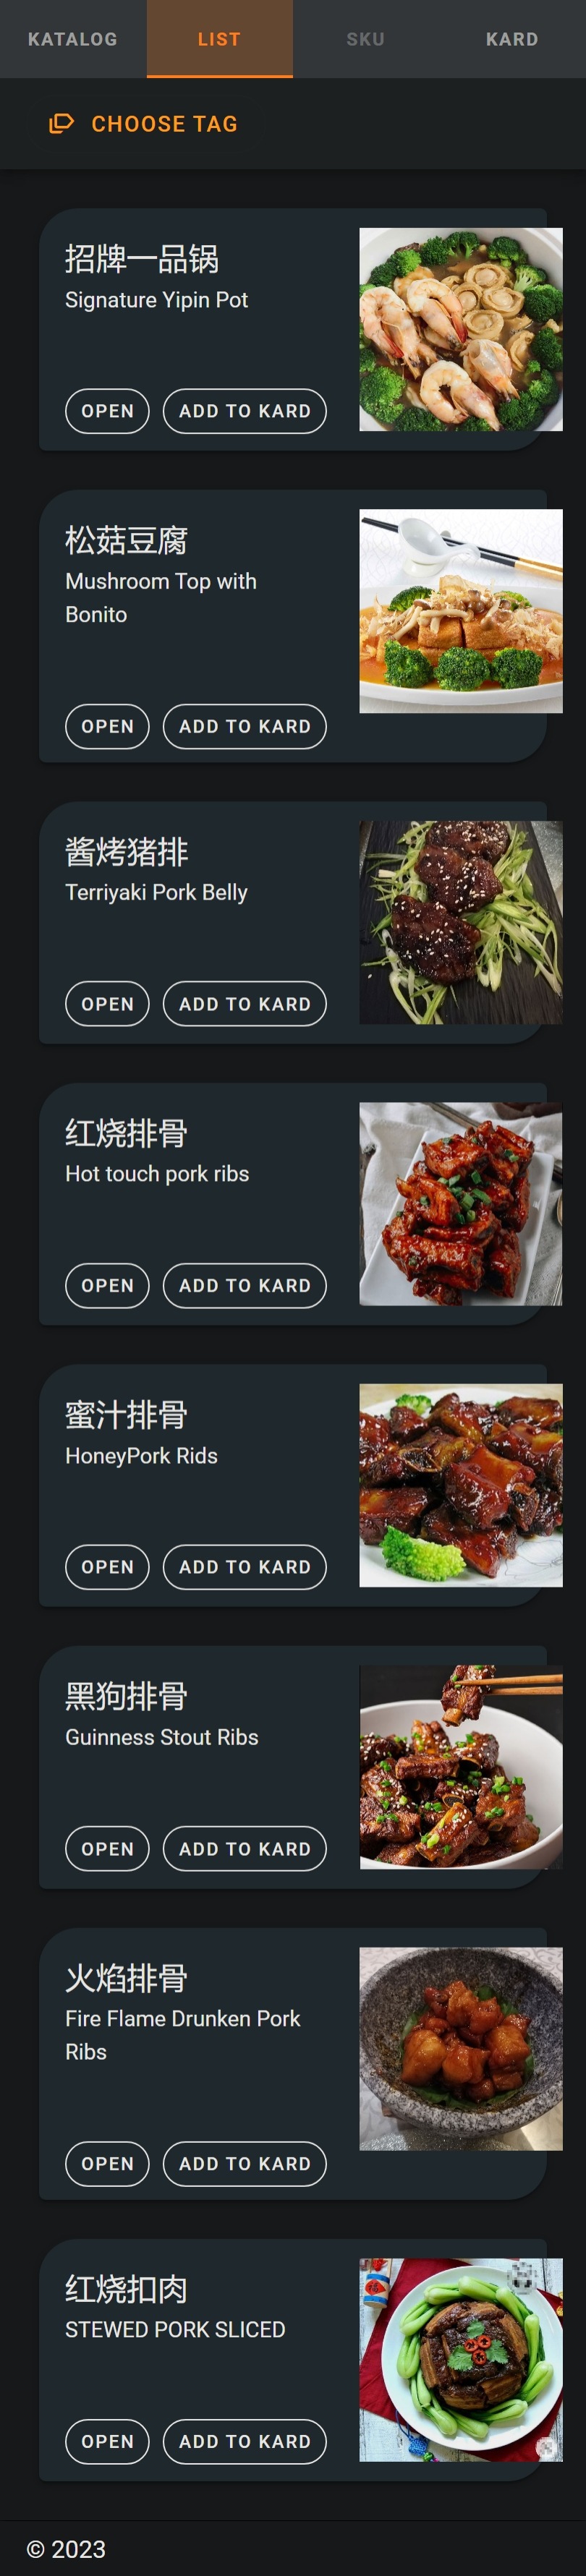 KATALOG LIST SKU KARD
CHOOSE TAG
招牌一品锅
Signature Yipin Pot
OPEN ADD TO KARD
松菇豆腐
Mushroom Top with
Bonito
OPEN ADD TO KARD
酱烤猪排
Terriyaki Pork Belly
OPEN ADD TO KARD
红烧排骨
Hot touch pork ribs
OPEN ADD TO KARD
蜜汁排骨
HoneyPork Rids
OPEN ADD TO KARD
黑狗排骨
Guinness Stout Ribs
OPEN ADD TO KARD
火焰排骨
Fire Flame Drunken Pork
Ribs
OPEN ADD TO KARD
红烧扣肉
STEWED PORK SLICED
OPEN ADD TO KARD
© 2023